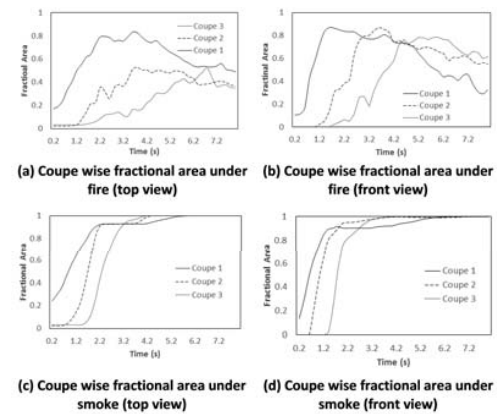 1
0.8
0.6
0.4
0.2
0
Fractional Area
Coupe 3
Coupe 2
Coupe 1
0.2 1.2 2.2 3.2 4.2 5.2 6.2 7.2
Time (s)
(a) Coupe wise fractional area under
fire (top view)
1
0.8
0.6
0.4
0.2
0
Fractional Area
Coupe 1
Coupe 2
Coupe 3
0.2 1.2 2.2 3.2 4.2 5.2 6.2 7.2
Time (s)
(b) Coupe wise fractional area under
fire (front view)
1
0.8
0.6
0.4
0.2
0
Fractional Area
Coupe 1
Coupe 2
Coupe 3
0.2 1.2 2.2 3.2 4.2 5.2 6.2 7.2
Time (s)
(c) Coupe wise fractional area under
smoke (top view)
1
0.8
0.6
0.4
0.2
0
Fractional Area
Coupe 1
Coupe 2
Coupe 3
0.2 1.2 2.2 3.2 4.2 5.2 6.2 7.2
Time (s)
(d) Coupe wise fractional area under
smoke (front view)